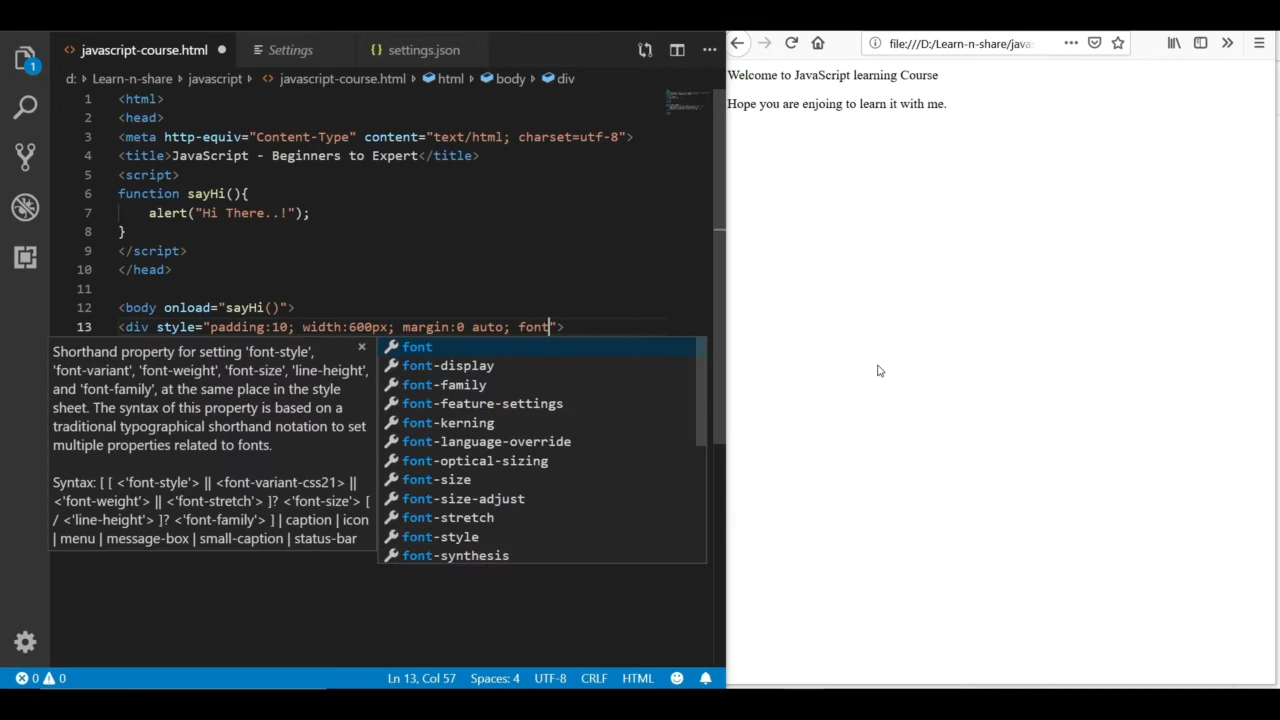 javascript-course.html
Settings
settings.json
file:///D:/Learn-n-share/java
d: > Learn-n-share > javascript > javascript-course.html > html > body > div
1 <html>
2 <head>
3 <meta http-equiv="Content-Type" content="text/html; charset=utf-8">
4 <title>JavaScript - Beginners to Expert</title>
5 <script>
6 function sayHi(){
7 alert("Hi There..!");
8 }
9 </script>
10 </head>
11
12 <body onload="sayHi()">
13 <div style="padding:10; width:600px; margin:0 auto; font">
Shorthand property for setting 'font-style',
'font-variant', 'font-weight', 'font-size', 'line-height',
and 'font-family', at the same place in the style
sheet. The syntax of this property is based on a
traditional typographical shorthand notation to set
multiple properties related to fonts.
Syntax: [ [ <'font-style'> || <font-variant-css21> ||
<'font-weight'> || <'font-stretch'> ]? <'font-size'> [
/ <'line-height'> ]? <'font-family'> ] | caption | icon
| menu | message-box | small-caption | status-bar
font
font-display
font-family
font-feature-settings
font-kerning
font-language-override
font-optical-sizing
font-size
font-size-adjust
font-stretch
font-style
font-synthesis
1
0 0
Ln 13, Col 57
Spaces: 4
UTF-8
CRLF
HTML
Welcome to JavaScript learning Course
Hope you are enjoing to learn it with me.